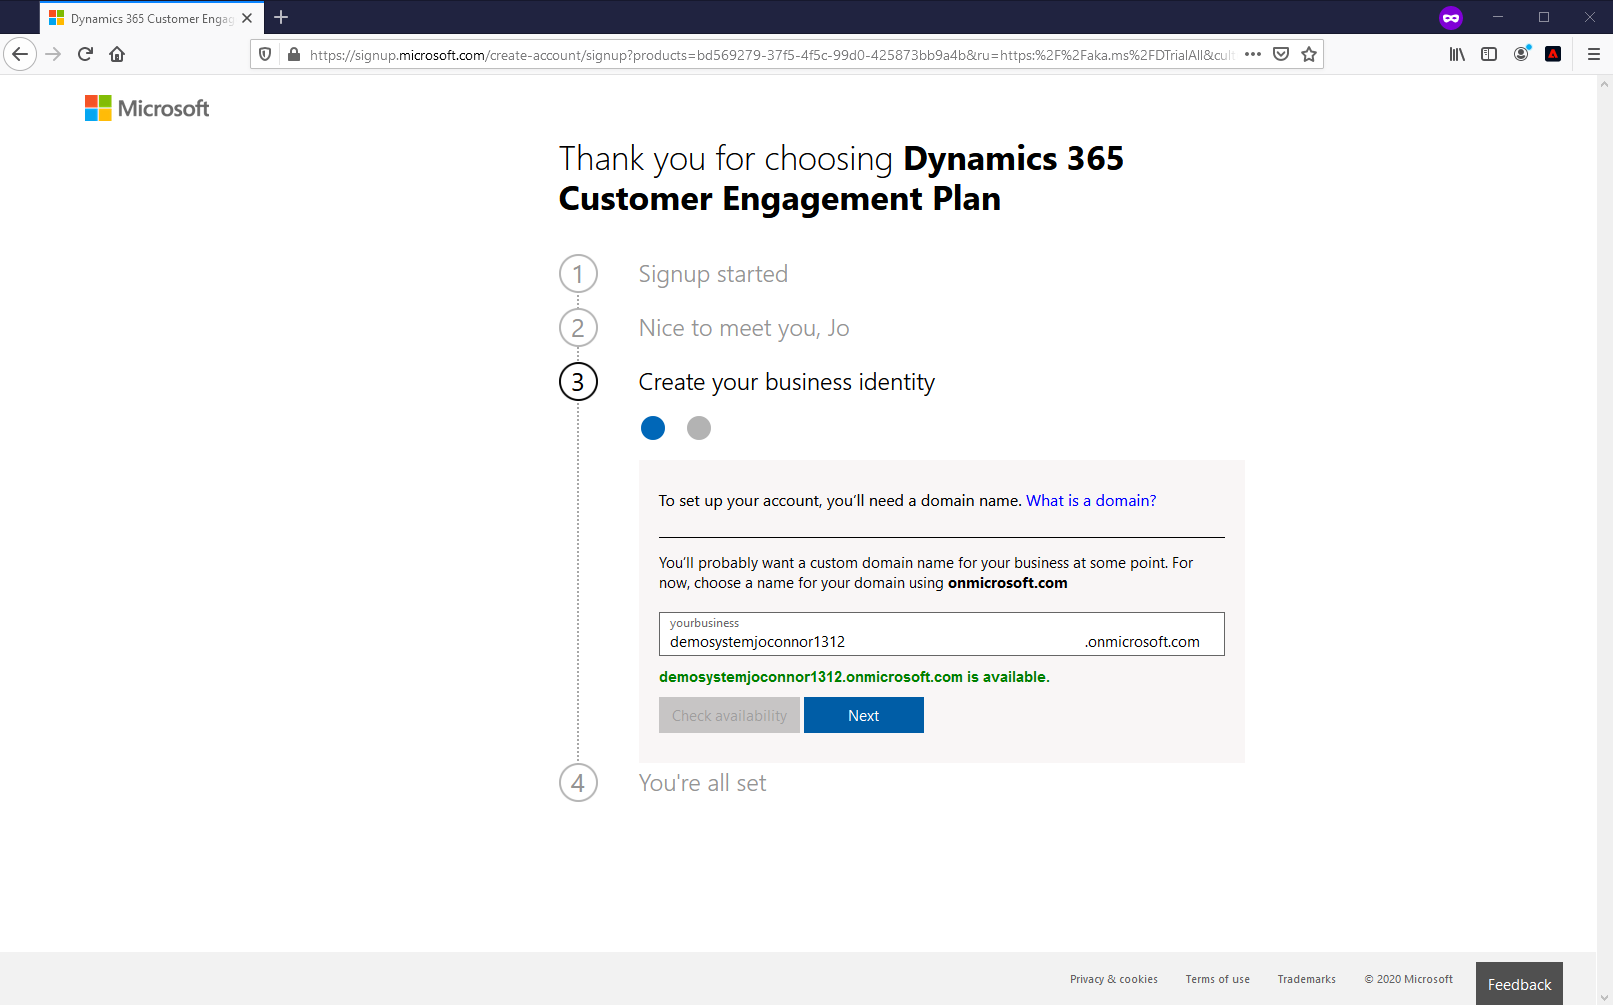 Dynamics 365 Customer Engag
https://signup.microsoft.com/create-account/signup?products=bd569279-37f5-4f5c-99d0-425873bb9a4b&ru=https:%2F%2Faka.ms%2FDTrialAll&cult
Microsoft
Thank you for choosing Dynamics 365
Customer Engagement Plan
1 Signup started
2 Nice to meet you, Jo
3 Create your business identity
To set up your account, you'll need a domain name. What is a domain?
You'll probably want a custom domain name for your business at some point. For
now, choose a name for your domain using onmicrosoft.com
yourbusiness
demosystemjoconnor1312 .onmicrosoft.com
demosystemjoconnor1312.onmicrosoft.com is available.
Check availability Next
4 You're all set
Privacy & cookies Terms of use Trademarks © 2020 Microsoft Feedback